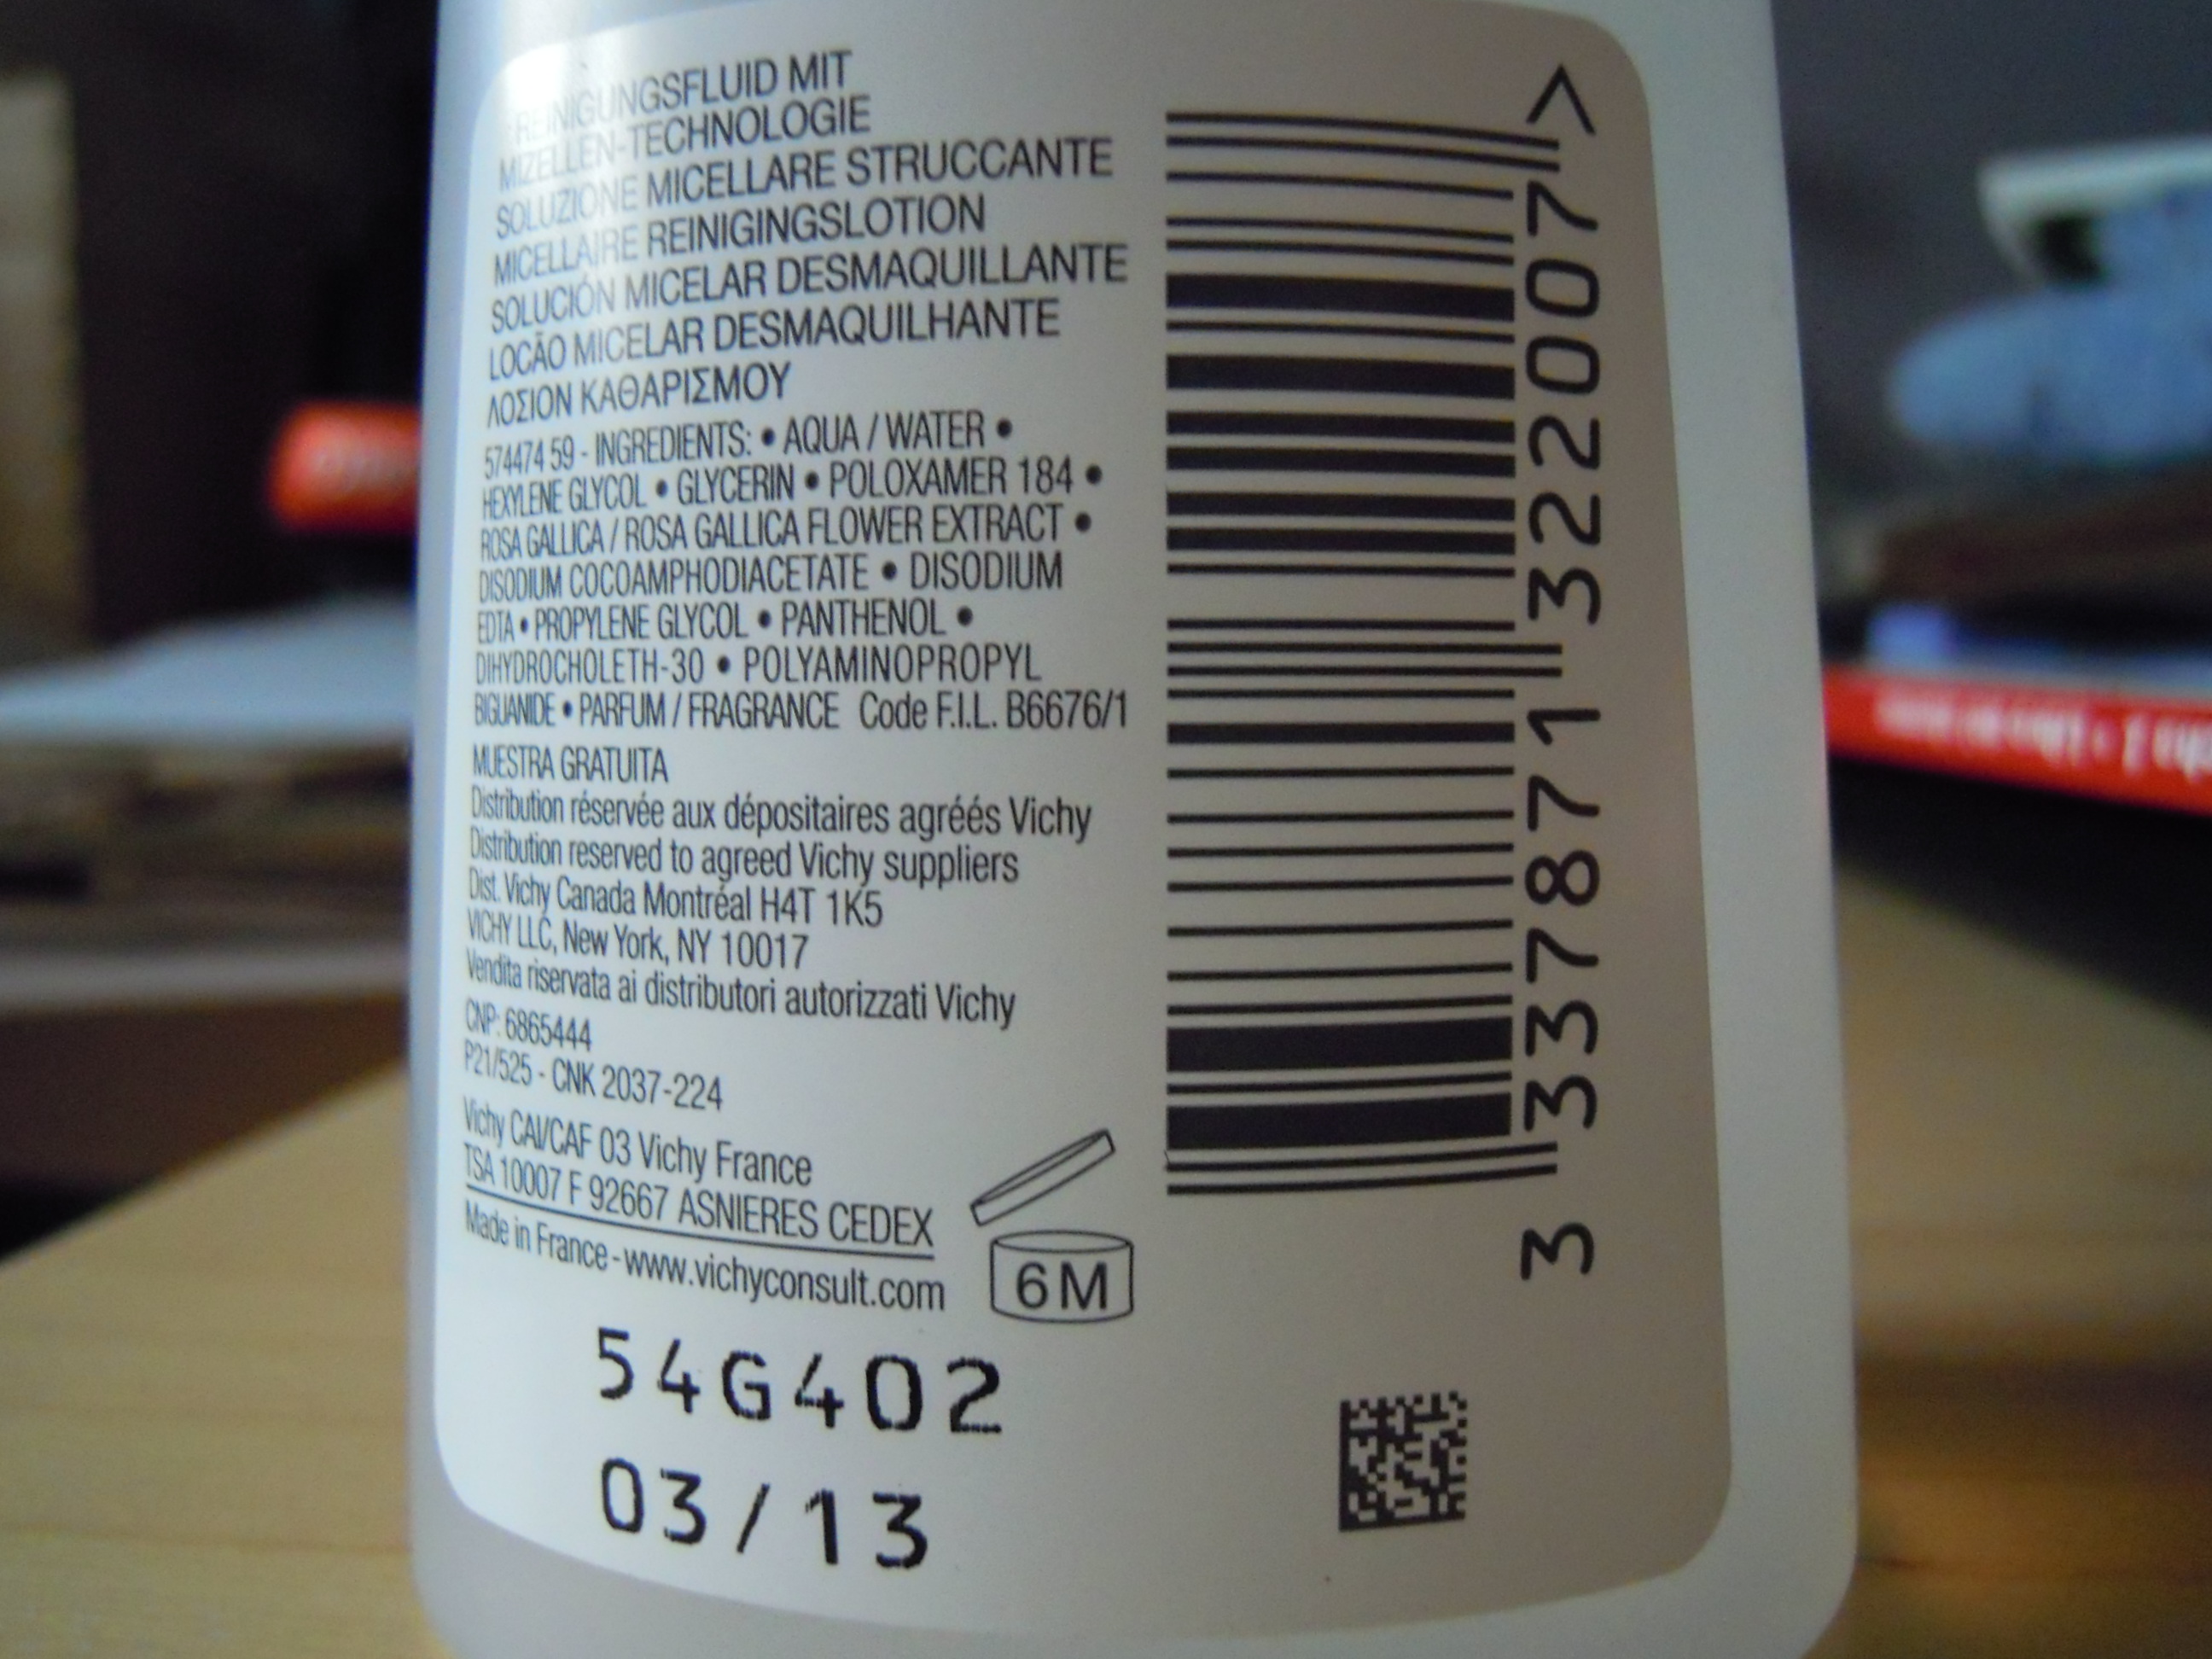 REINIGUNGSFLUID MIT
MIZELLEN-TECHNOLOGIE
SOLUZIONE MICELLARE STRUCCANTE
MICELLAIRE REINIGINGSLOTION
SOLUCIÓN MICELAR DESMAQUILLANTE
LOCÃO MICELAR DESMAQUILHANTE
ΛΟΣΙΟΝ ΚΑΘΑΡΙΣΜΟΥ
574474 59 - INGREDIENTS: • AQUA / WATER •
HEXYLENE GLYCOL • GLYCERIN • POLOXAMER 184 •
ROSA GALLICA / ROSA GALLICA FLOWER EXTRACT •
DISODIUM COCOAMPHODIACETATE • DISODIUM
EDTA • PROPYLENE GLYCOL • PANTHENOL •
DIHYDROCHOLETH-30 • POLYAMINOPROPYL
BIGUANIDE • PARFUM / FRAGRANCE Code F.I.L. B6676/1
MUESTRA GRATUITA
Distribution réservée aux dépositaires agréés Vichy
Distribution reserved to agreed Vichy suppliers
Dist. Vichy Canada Montréal H4T 1K5
VICHY LLC, New York, NY 10017
Vendita riservata ai distributori autorizzati Vichy
CNP: 6865444
P21/525 - CNK 2037-224
Vichy CAI/CAF 03 Vichy France
TSA 10007 F 92667 ASNIERES CEDEX
Made in France - www.vichyconsult.com
6M
54G402
03/13
3 337871 322007 >